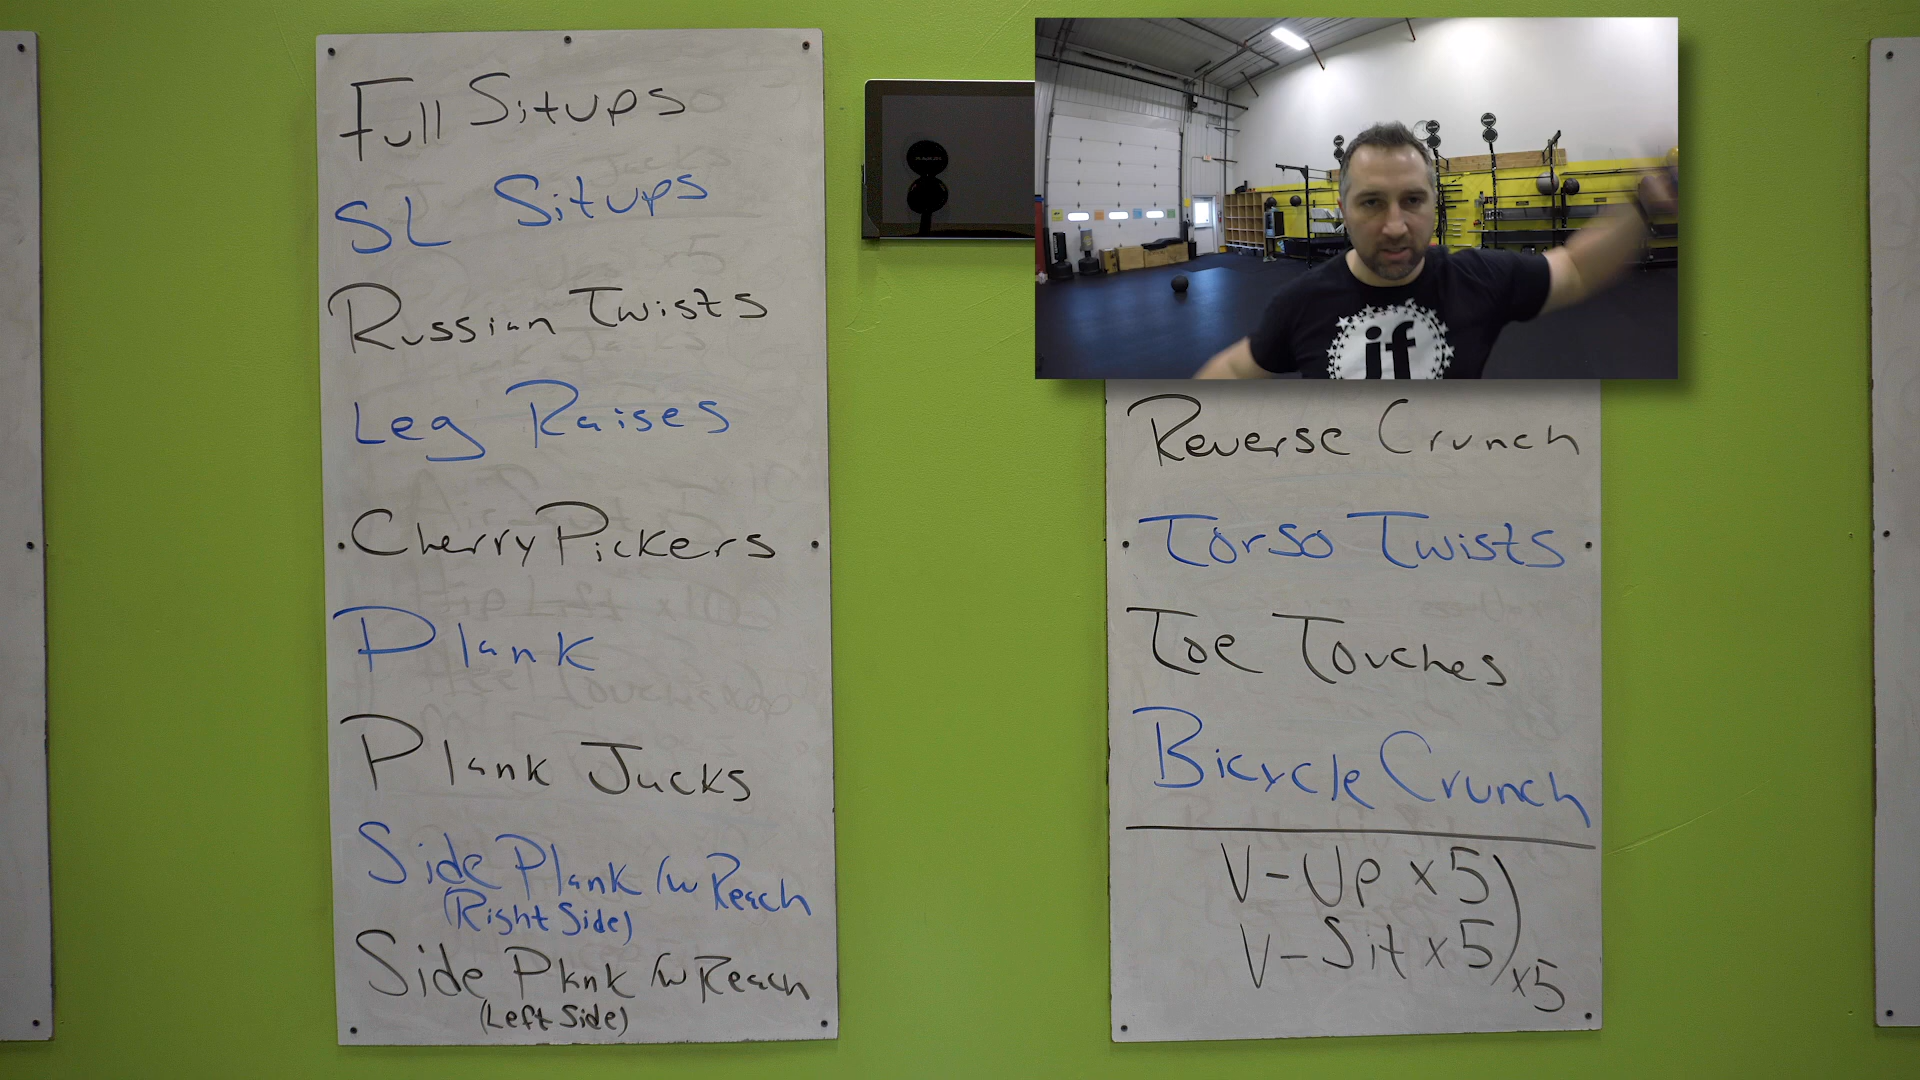 Full Situps
SL Situps
Russian Twists
Leg Raises
Cherry Pickers
Plank
Plank Jacks
Side Plank /w Reach
(Right Side)
Side Plank /w Reach
(Left Side)
if
Reverse Crunch
Torso Twists
Toe Touches
Bicycle Crunch
V-Up x5
V-Sit x5
x5